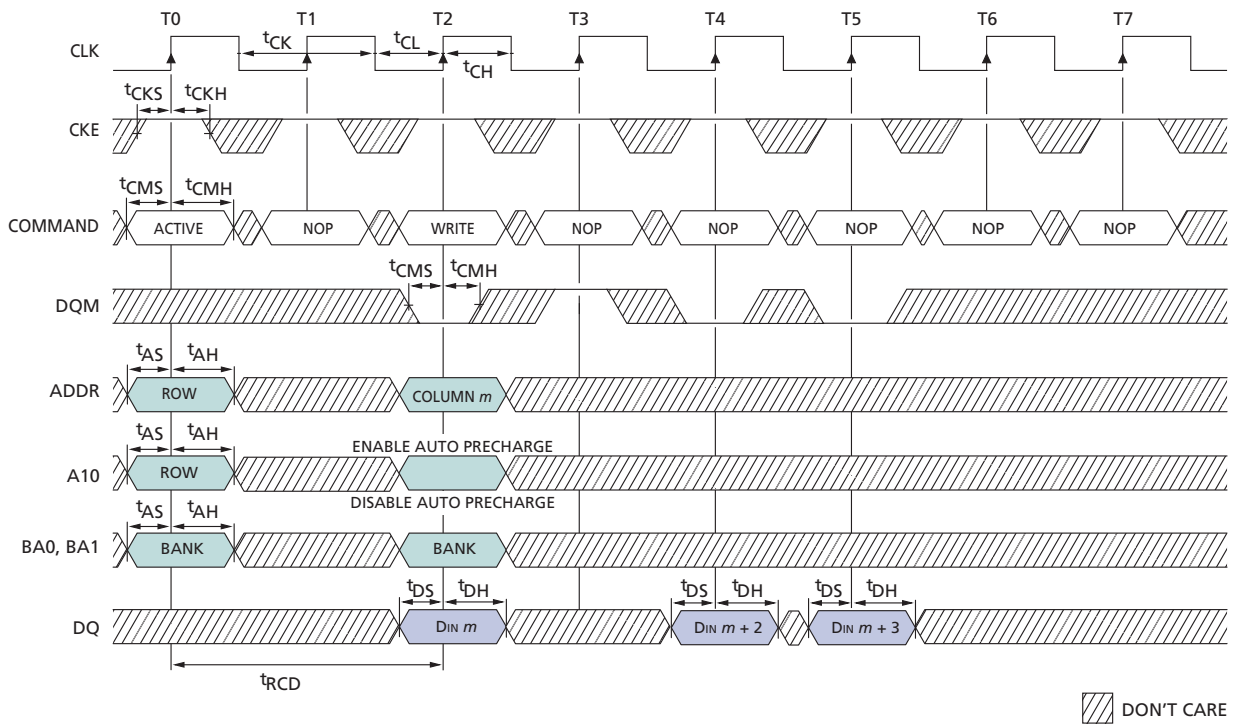 T0 T1 T2 T3 T4 T5 T6 T7
CLK
tCK tCL
tCH
tCKS tCKH
CKE
tCMS tCMH
COMMAND ACTIVE NOP WRITE NOP NOP NOP NOP NOP
tCMS tCMH
DQM
tAS tAH
ADDR ROW COLUMN m
tAS tAH ENABLE AUTO PRECHARGE
A10 ROW
DISABLE AUTO PRECHARGE
tAS tAH
BA0, BA1 BANK BANK
tDS tDH tDS tDH tDS tDH
DQ DIN m DIN m + 2 DIN m + 3
tRCD
DON'T CARE